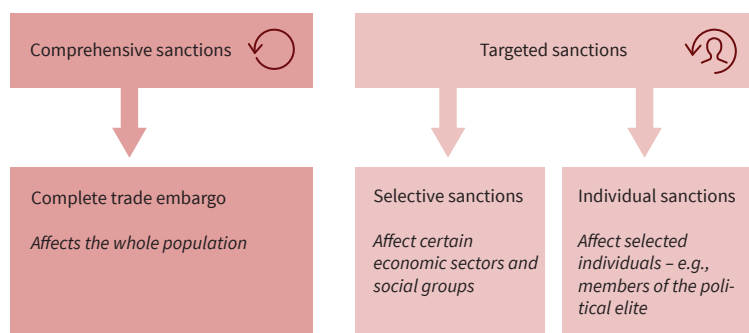 Comprehensive sanctions
Targeted sanctions
Complete trade embargo
Affects the whole population
Selective sanctions
Affect certain
economic sectors and
social groups
Individual sanctions
Affect selected
individuals – e.g.,
members of the poli-
tical elite